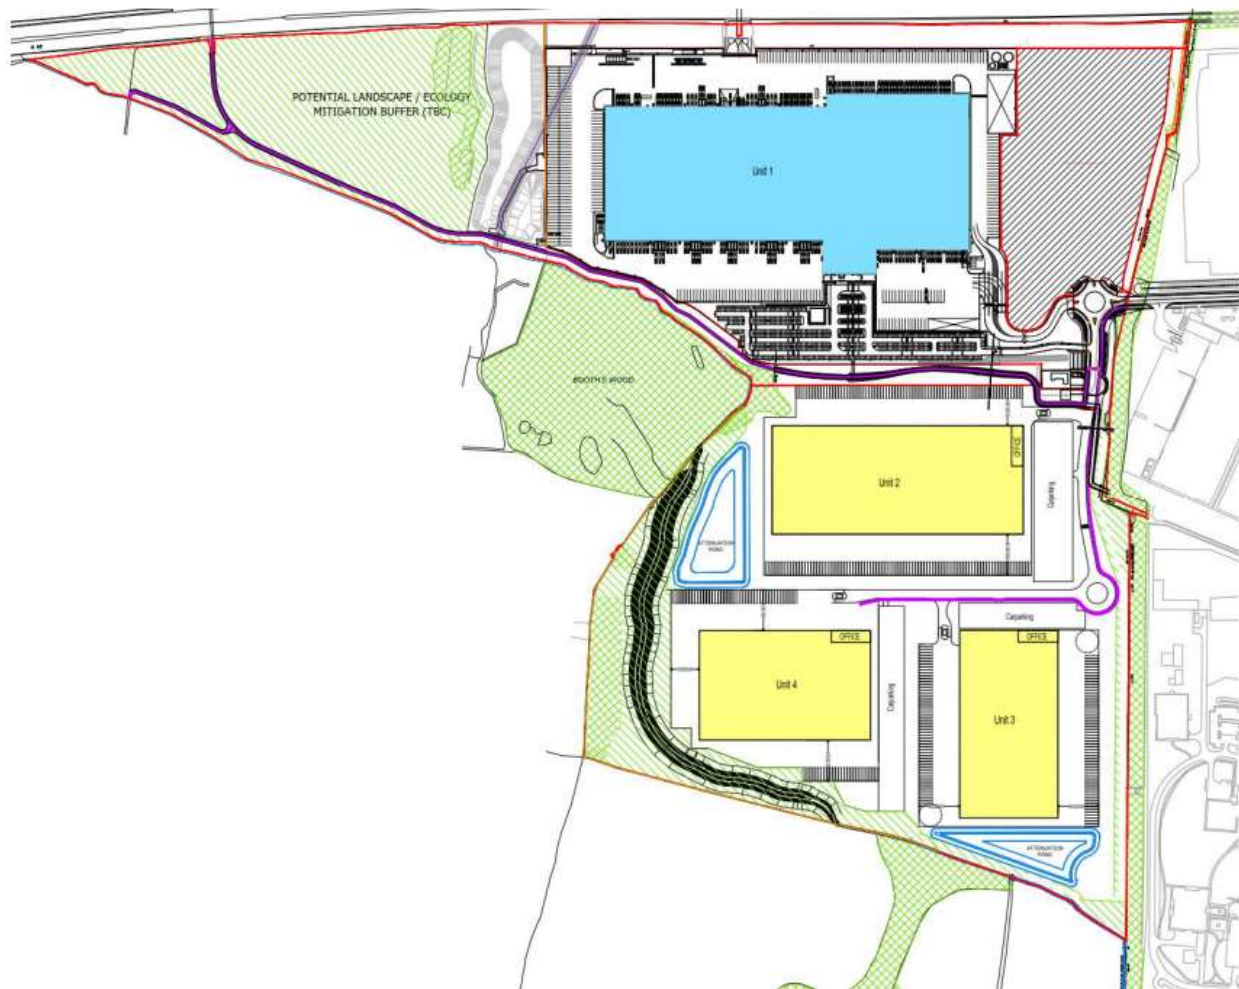 POTENTIAL LANDSCAPE / ECOLOGY
MITIGATION BUFFER (TBC)
Unit 1
BOOTH'S WOOD
OFFICE
Unit 2
Carparking
ATTENUATION
POND
Carparking
OFFICE
OFFICE
Unit 4
Carparking
Unit 3
ATTENUATION
POND